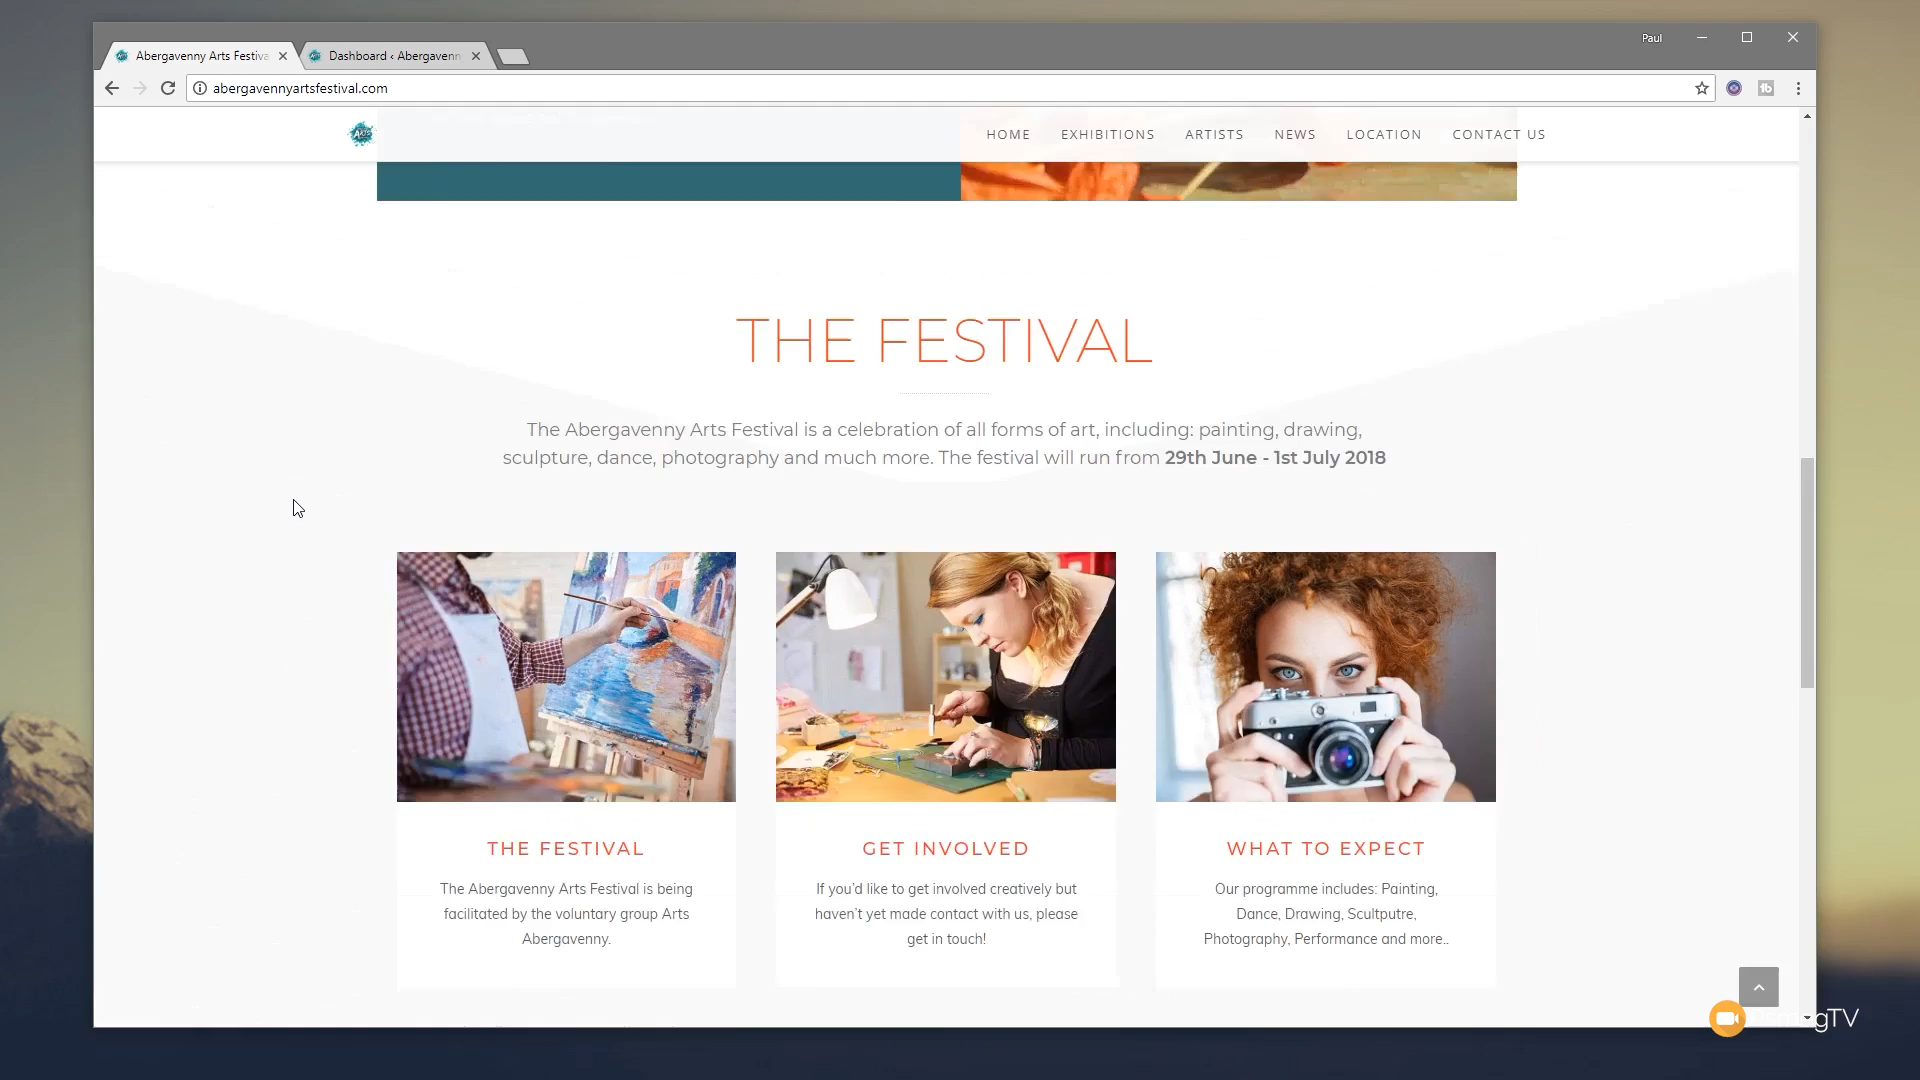 Paul
Abergavenny Arts Festiva
Dashboard ‹ Abergavenn
abergavennyartsfestival.com
ARTS
HOME EXHIBITIONS ARTISTS NEWS LOCATION CONTACT US
THE FESTIVAL
The Abergavenny Arts Festival is a celebration of all forms of art, including: painting, drawing,
sculpture, dance, photography and much more. The festival will run from 29th June - 1st July 2018
THE FESTIVAL
The Abergavenny Arts Festival is being
facilitated by the voluntary group Arts
Abergavenny.
GET INVOLVED
If you’d like to get involved creatively but
haven’t yet made contact with us, please
get in touch!
WHAT TO EXPECT
Our programme includes: Painting,
Dance, Drawing, Scultputre,
Photography, Performance and more..